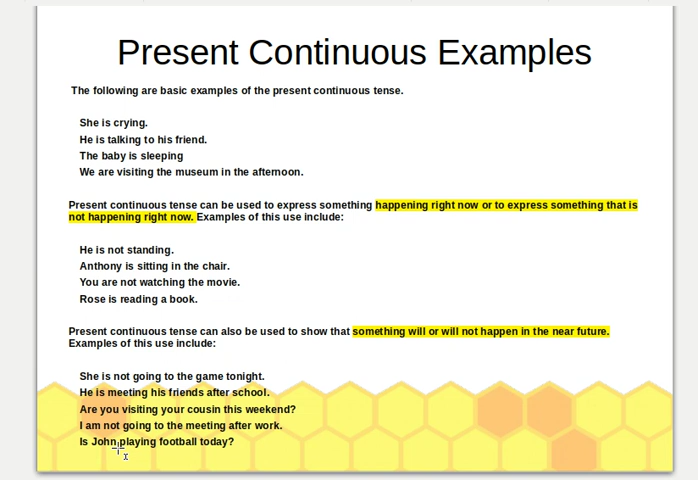 Present Continuous Examples
The following are basic examples of the present continuous tense.
She is crying.
He is talking to his friend.
The baby is sleeping
We are visiting the museum in the afternoon.
Present continuous tense can be used to express something happening right now or to express something that is
not happening right now. Examples of this use include:
He is not standing.
Anthony is sitting in the chair.
You are not watching the movie.
Rose is reading a book.
Present continuous tense can also be used to show that something will or will not happen in the near future.
Examples of this use include:
She is not going to the game tonight.
He is meeting his friends after school.
Are you visiting your cousin this weekend?
I am not going to the meeting after work.
Is John playing football today?